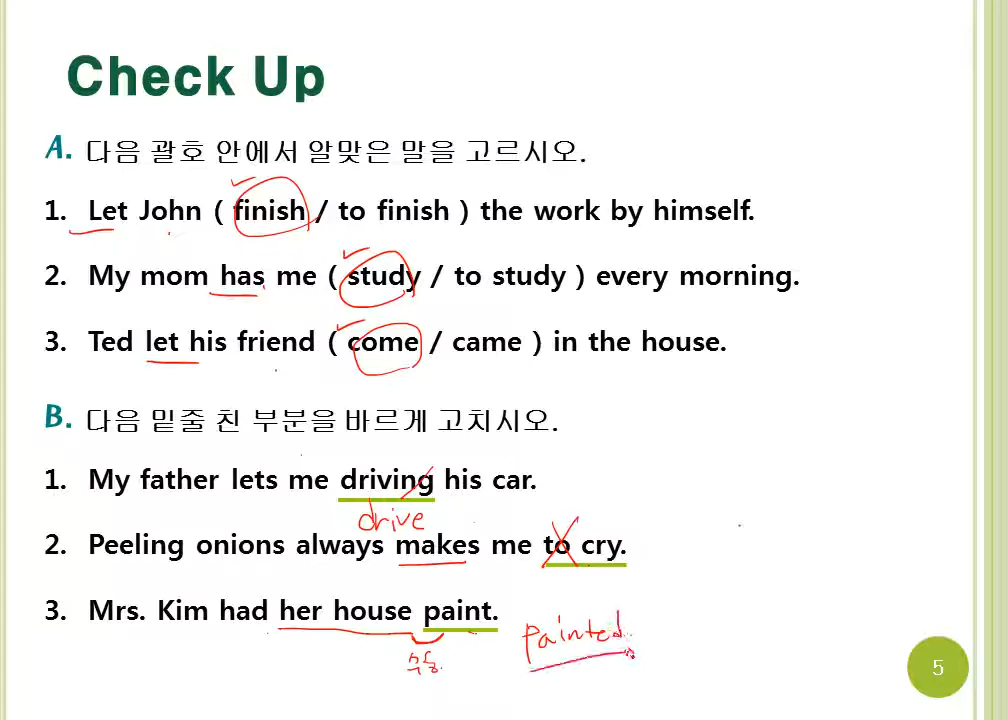 Check Up
A. 다음 괄호 안에서 알맞은 말을 고르시오.
1. Let John ( finish / to finish ) the work by himself.
2. My mom has me ( study / to study ) every morning.
3. Ted let his friend ( come / came ) in the house.
B. 다음 밑줄 친 부분을 바르게 고치시오.
1. My father lets me driving his car.
drive
2. Peeling onions always makes me to cry.
3. Mrs. Kim had her house paint.
painted
수동
5